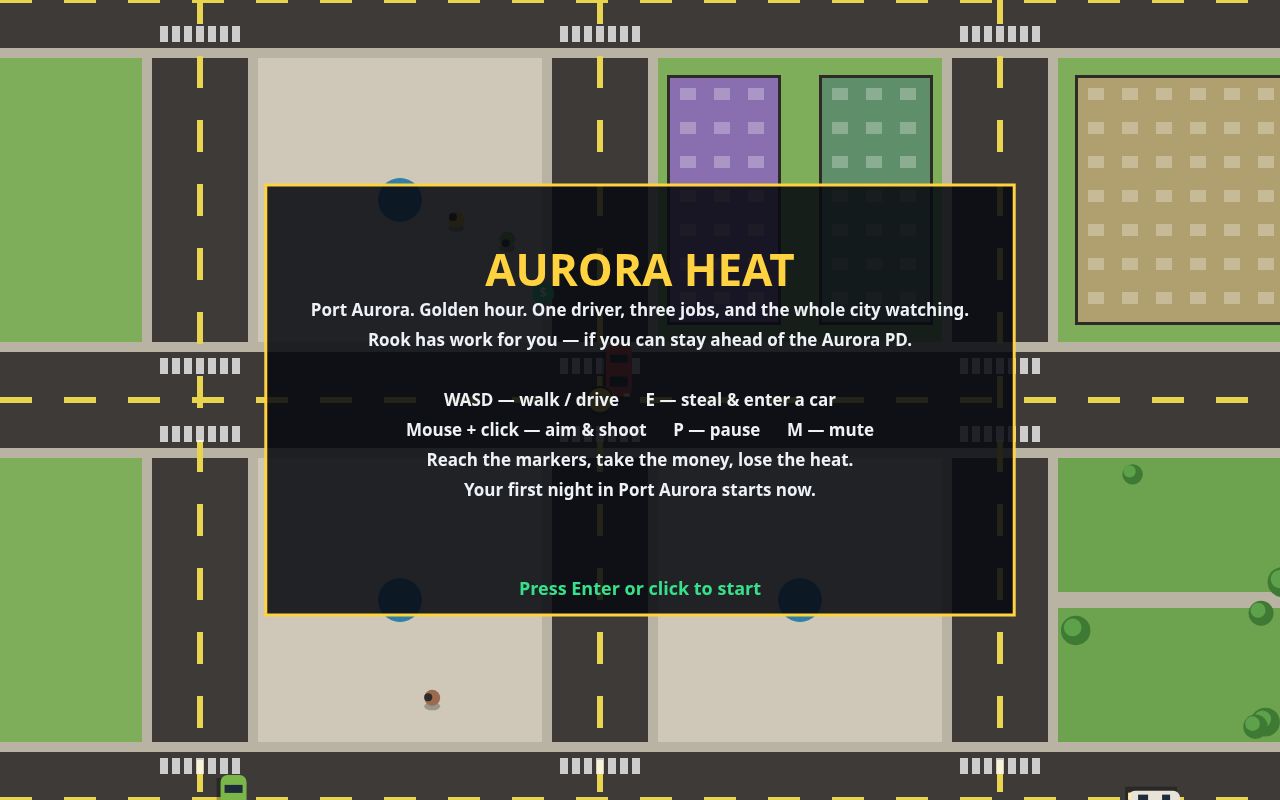 AURORA HEAT
Port Aurora. Golden hour. One driver, three jobs, and the whole city watching.
Rook has work for you — if you can stay ahead of the Aurora PD.
WASD — walk / drive E — steal & enter a car
Mouse + click — aim & shoot P — pause M — mute
Reach the markers, take the money, lose the heat.
Your first night in Port Aurora starts now.
Press Enter or click to start